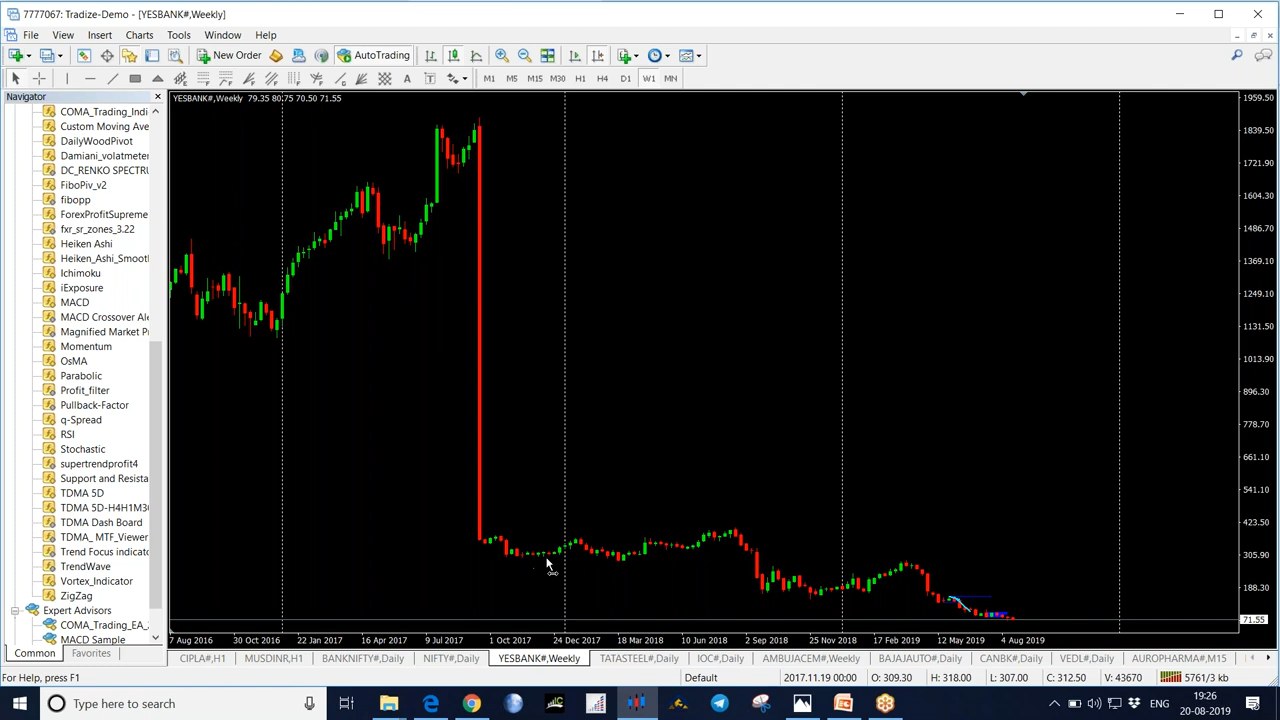 7777067: Tradize-Demo - [YESBANK#,Weekly]
File View Insert Charts Tools Window Help
New Order AutoTrading
A T M1 M5 M15 M30 H1 H4 D1 W1 MN
Navigator
COMA_Trading_Indi
Custom Moving Ave
DailyWoodPivot
Damiani_volatmeter
DC_RENKO SPECTRU
FiboPiv_v2
fibopp
ForexProfitSupreme
fxr_sr_zones_3.22
Heiken Ashi
Heiken_Ashi_Smoot
Ichimoku
iExposure
MACD
MACD Crossover Ale
Magnified Market P
Momentum
OsMA
Parabolic
Profit_filter
Pullback-Factor
q-Spread
RSI
Stochastic
supertrendprofit4
Support and Resista
TDMA 5D
TDMA 5D-H4H1M3
TDMA Dash Board
TDMA_ MTF_Viewer
Trend Focus indicato
TrendWave
Vortex_Indicator
ZigZag
Expert Advisors
COMA_Trading_EA_
MACD Sample
Common Favorites
YESBANK#,Weekly 79.35 80.75 70.50 71.55
1959.50
1839.50
1721.90
1604.30
1486.70
1369.10
1249.10
1131.50
1013.90
896.30
778.70
661.10
541.10
423.50
305.90
188.30
71.55
7 Aug 2016 30 Oct 2016 22 Jan 2017 16 Apr 2017 9 Jul 2017 1 Oct 2017 24 Dec 2017 18 Mar 2018 10 Jun 2018 2 Sep 2018 25 Nov 2018 17 Feb 2019 12 May 2019 4 Aug 2019
CIPLA#,H1 MUSDINR,H1 BANKNIFTY,Daily NIFTY,Daily YESBANK#,Weekly TATASTEEL#,Daily IOC#,Daily AMBUJACEM#,Weekly BAJAJAUTO#,Daily CANBK#,Daily VEDL#,Daily AUROPHARMA#,M15
For Help, press F1 Default 2017.11.19 00:00 O: 309.30 H: 318.00 L: 307.00 C: 312.50 V: 43670 5761/3 kb
Type here to search
ENG
19:26
20-08-2019